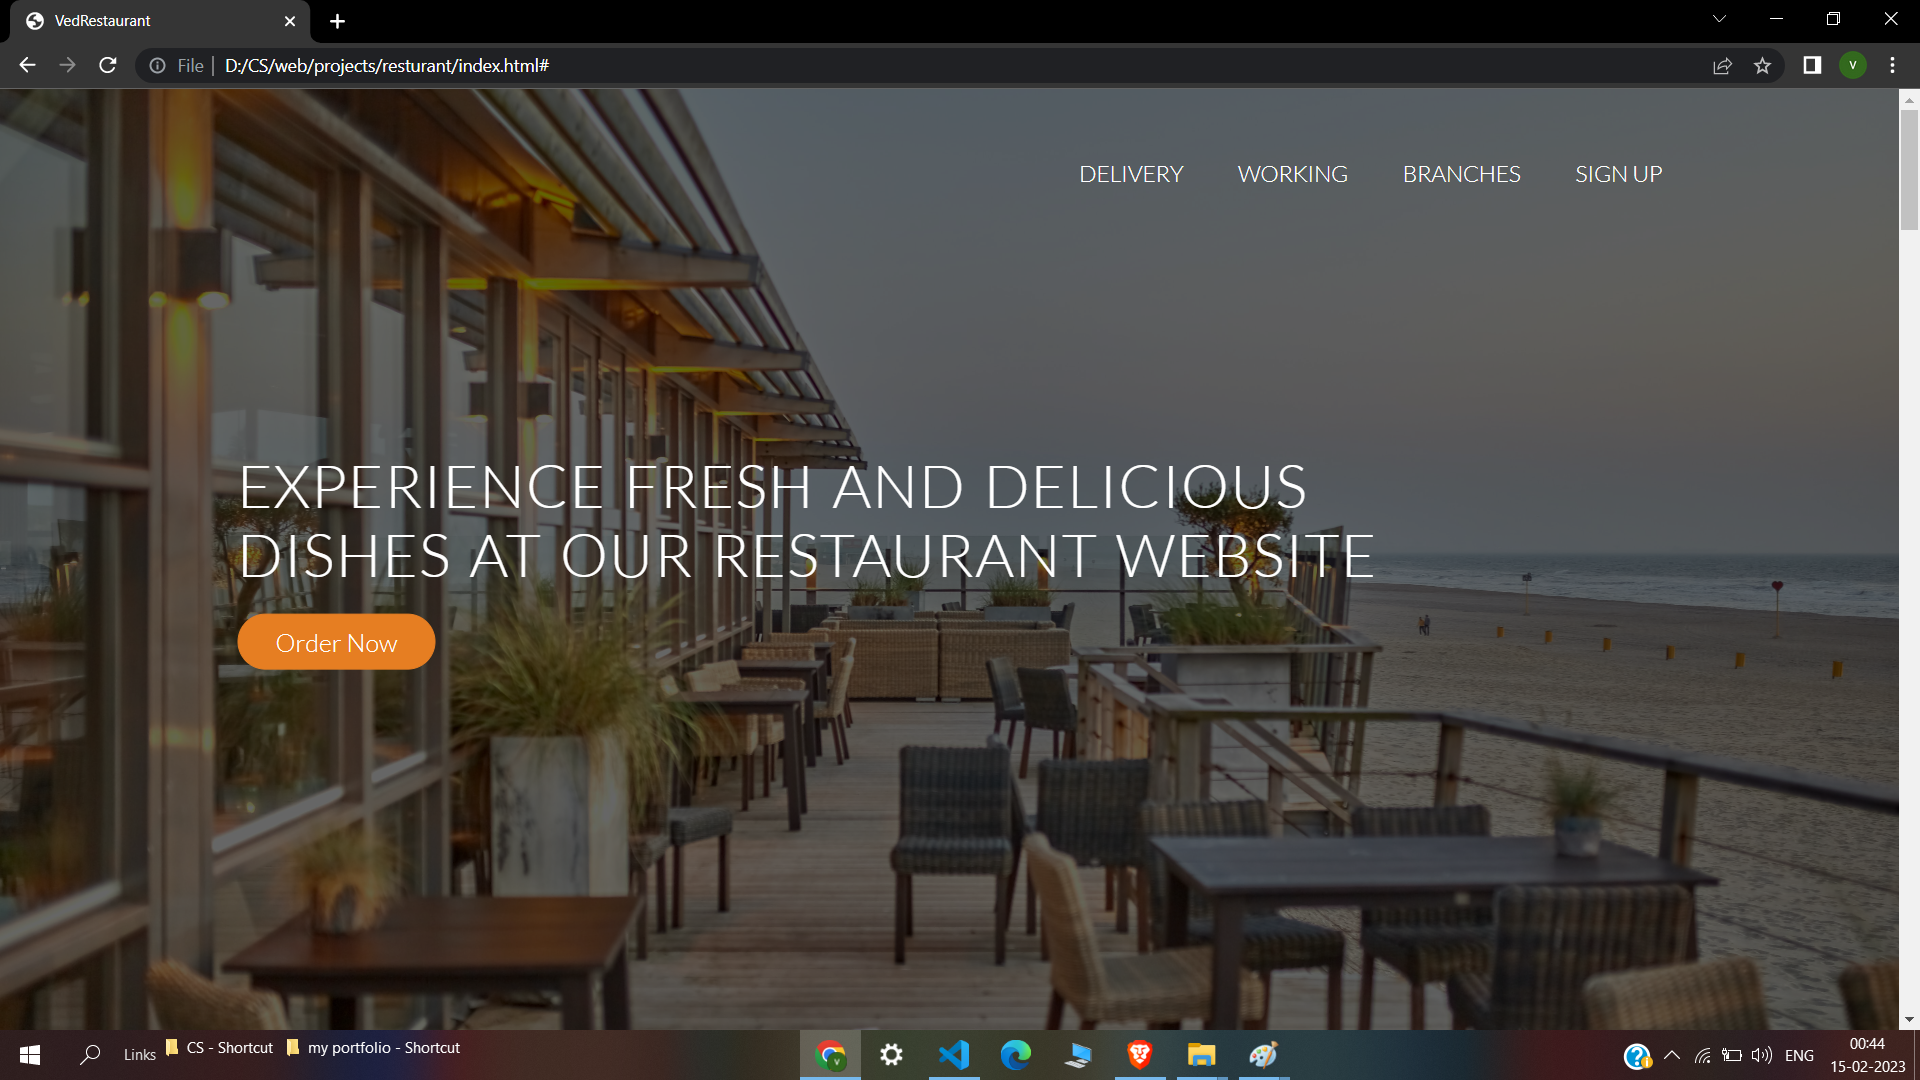 VedRestaurant
File
D:/CS/web/projects/resturant/index.html#
V
DELIVERY
WORKING
BRANCHES
SIGN UP
EXPERIENCE FRESH AND DELICIOUS
DISHES AT OUR RESTAURANT WEBSITE
Order Now
Links
CS - Shortcut
my portfolio - Shortcut
V
ENG
00:44
15-02-2023